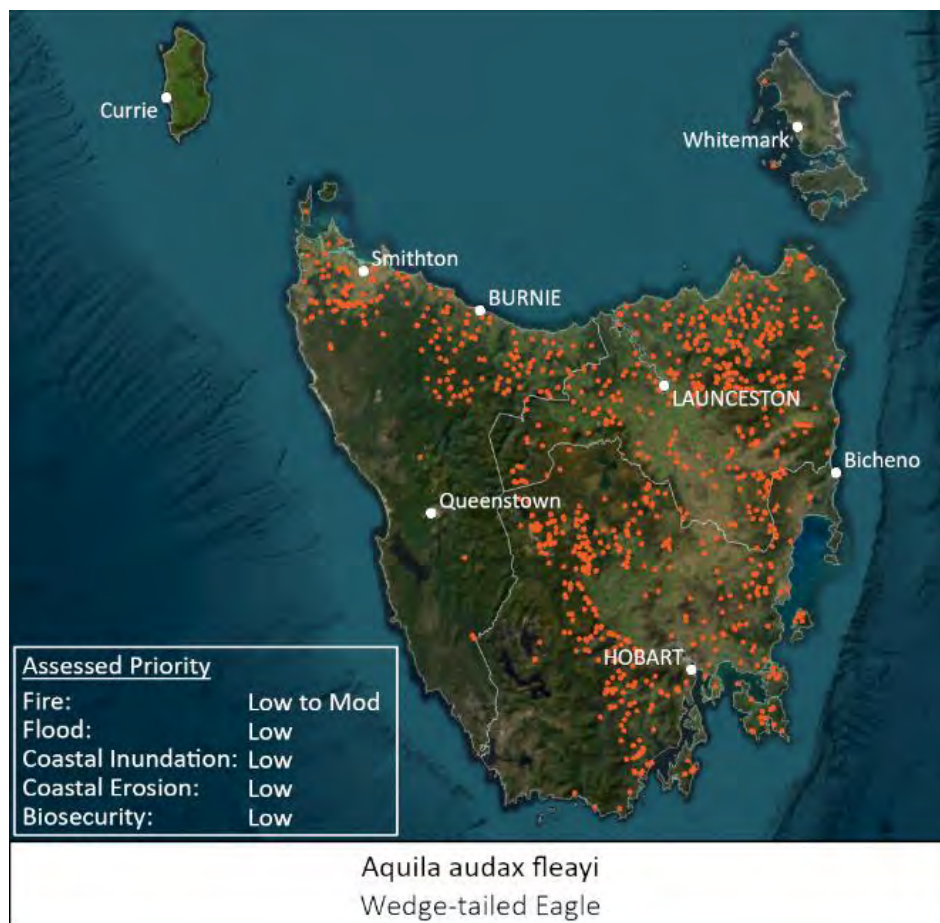 Currie
Whitemark
Smithton
BURNIE
LAUNCESTON
Bicheno
Queenstown
HOBART
Assessed Priority
Fire: Low to Mod
Flood: Low
Coastal Inundation: Low
Coastal Erosion: Low
Biosecurity: Low
Aquila audax fleayi
Wedge-tailed Eagle